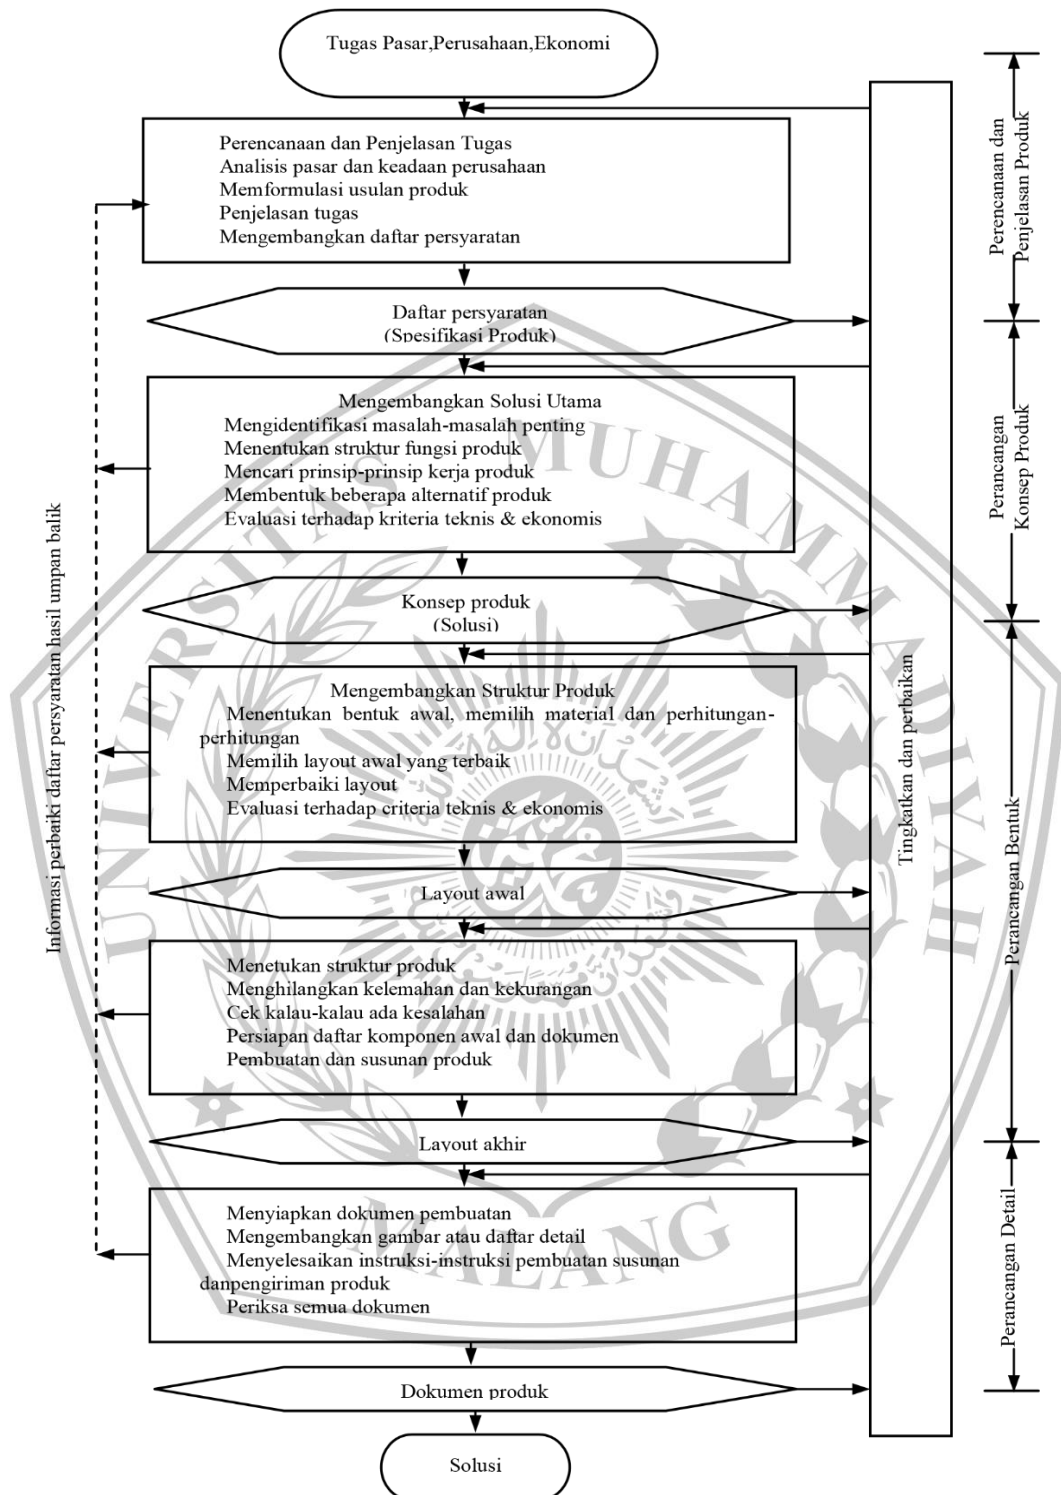 Tugas Pasar,Perusahaan,Ekonomi
Perencanaan dan Penjelasan Tugas
Analisis pasar dan keadaan perusahaan
Memformulasi usulan produk
Penjelasan tugas
Mengembangkan daftar persyaratan
Daftar persyaratan
(Spesifikasi Produk)
Mengembangkan Solusi Utama
Mengidentifikasi masalah-masalah penting
Menentukan struktur fungsi produk
Mencari prinsip-prinsip kerja produk
Membentuk beberapa alternatif produk
Evaluasi terhadap kriteria teknis & ekonomis
Konsep produk
(Solusi)
Mengembangkan Struktur Produk
Menentukan bentuk awal, memilih material dan perhitungan-
perhitungan
Memilih layout awal yang terbaik
Memperbaiki layout
Evaluasi terhadap criteria teknis & ekonomis
Layout awal
Menetukan struktur produk
Menghilangkan kelemahan dan kekurangan
Cek kalau-kalau ada kesalahan
Persiapan daftar komponen awal dan dokumen
Pembuatan dan susunan produk
Layout akhir
Menyiapkan dokumen pembuatan
Mengembangkan gambar atau daftar detail
Menyelesaikan instruksi-instruksi pembuatan susunan
danpengiriman produk
Periksa semua dokumen
Dokumen produk
Solusi
Informasi perbarki daftar persyaratan hasil umpan balik
Tingkatkan dan perbaikan
Perencanaan dan
Penjelasan Produk
Perancangan
Konsep Produk
Perancangan Bentuk
Perancangan Detail
UNIVERSITAS MUHAMMADIYAH
MALANG